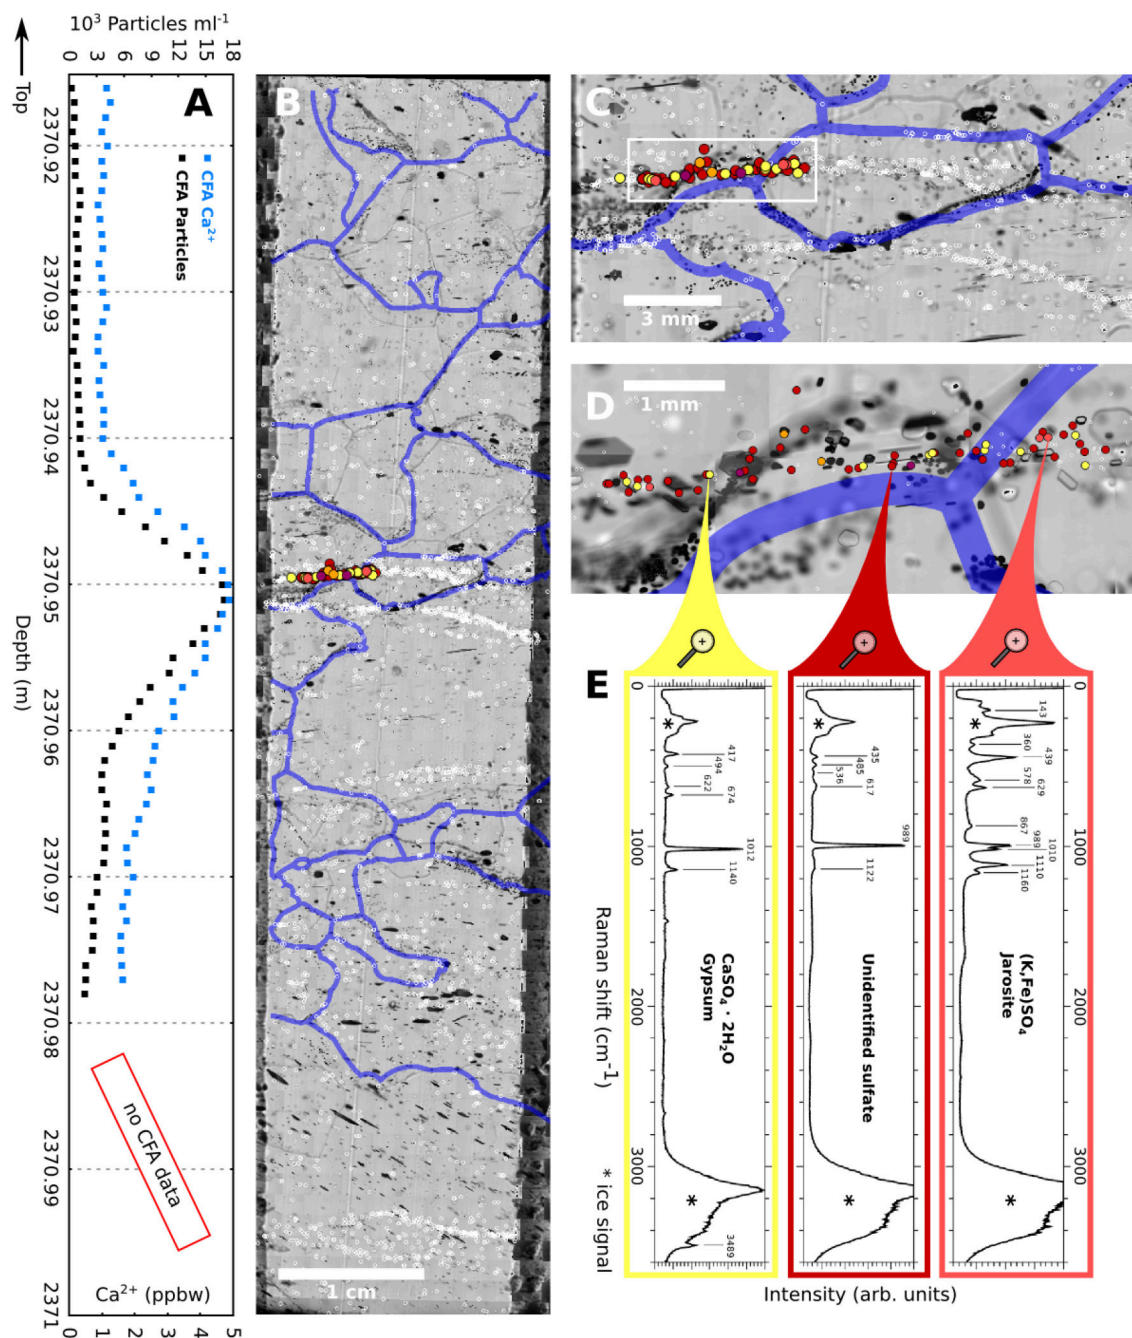 10³ Particles ml⁻¹
0 3 6 9 12 15 18
Top
A
CFA Ca²⁺
CFA Particles
2370.92
2370.93
2370.94
2370.95
2370.96
2370.97
2370.98
2370.99
2371
Depth (m)
no CFA data
Ca²⁺ (ppbw)
0 1 2 3 4 5
B
1 cm
C
3 mm
D
1 mm
E
0
417
494
622
674
1012
1140
3489
*
*
CaSO₄ · 2H₂O
Gypsum
435
485
536
617
989
1122
*
*
Unidentified sulfate
143
360
439
578
629
867
989
1010
1110
1160
*
*
(K,Fe)SO₄
Jarosite
0
1000
2000
3000
0
1000
2000
3000
Raman shift (cm⁻¹)
* ice signal
Intensity (arb. units)